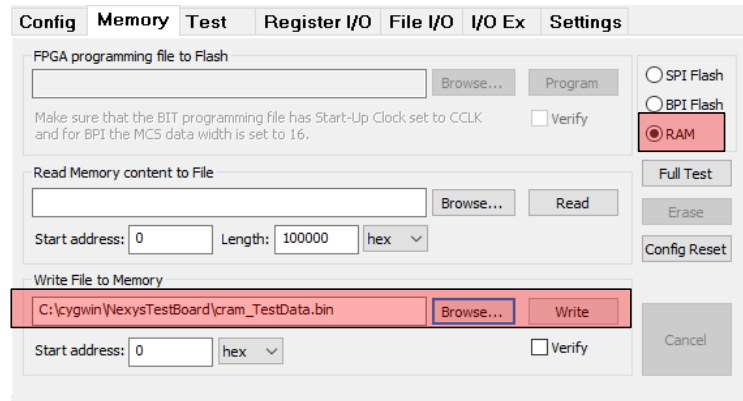 Config Memory Test Register I/O File I/O I/O Ex Settings
FPGA programming file to Flash
Browse... Program
Make sure that the BIT programming file has Start-Up Clock set to CCLK
and for BPI the MCS data width is set to 16.
Verify
SPI Flash
BPI Flash
RAM
Read Memory content to File
Browse... Read
Start address: 0 Length: 100000 hex
Full Test
Erase
Config Reset
Write File to Memory
C:\cygwin\NexysTestBoard\cram_TestData.bin Browse... Write
Start address: 0 hex Verify
Cancel